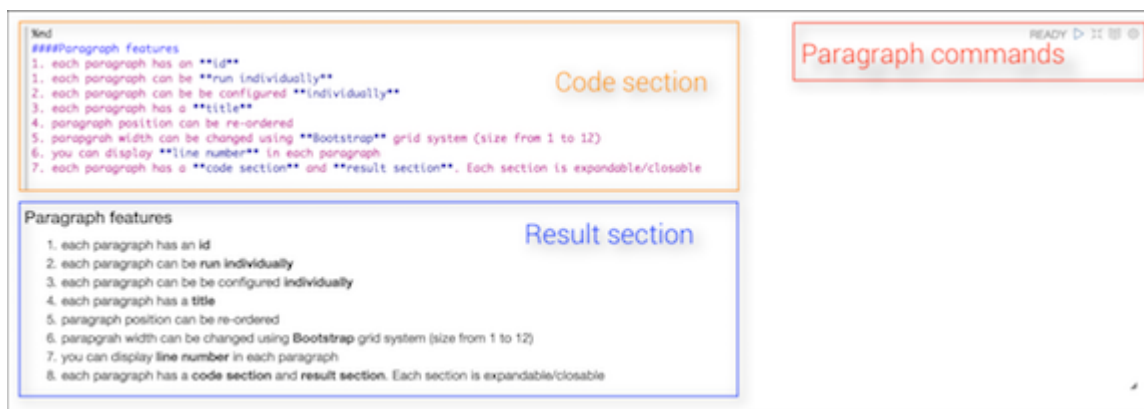 %md
####Paragraph features
1. each paragraph has an **id**
1. each paragraph can be **run individually**
2. each paragraph can be be configured **individually**
3. each paragraph has a **title**
4. paragraph position can be re-ordered
5. parapgrah width can be changed using **Bootstrap** grid system (size from 1 to 12)
6. you can display **line number** in each paragraph
7. each paragraph has a **code section** and **result section**. Each section is expandable/closable
Code section
READY
Paragraph commands
Paragraph features
1. each paragraph has an id
2. each paragraph can be run individually
3. each paragraph can be be configured individually
4. each paragraph has a title
5. paragraph position can be re-ordered
6. parapgrah width can be changed using Bootstrap grid system (size from 1 to 12)
7. you can display line number in each paragraph
8. each paragraph has a code section and result section. Each section is expandable/closable
Result section